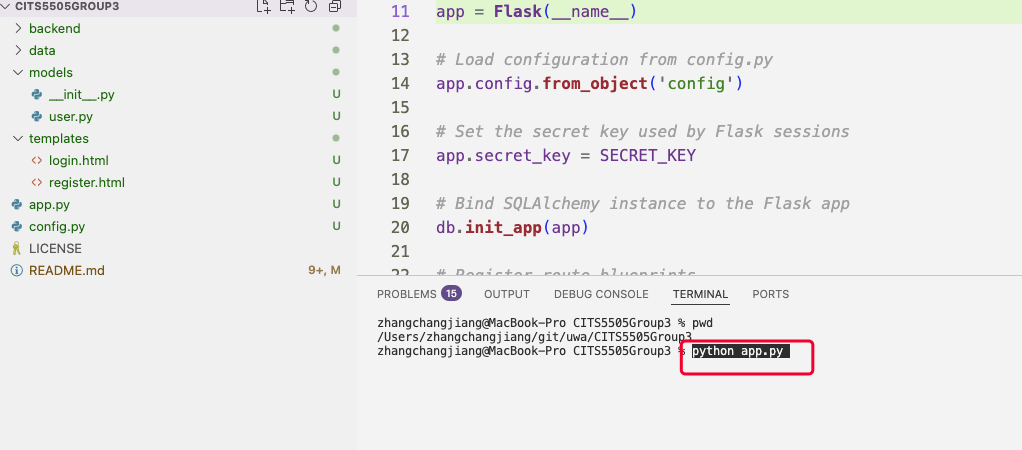 CITS5505GROUP3
backend
data
models
__init__.py U
user.py U
templates
login.html U
register.html U
app.py U
config.py U
LICENSE
README.md 9+, M
11 app = Flask(__name__)
12
13 # Load configuration from config.py
14 app.config.from_object('config')
15
16 # Set the secret key used by Flask sessions
17 app.secret_key = SECRET_KEY
18
19 # Bind SQLAlchemy instance to the Flask app
20 db.init_app(app)
21
22 # Register route blueprints
PROBLEMS 15 OUTPUT DEBUG CONSOLE TERMINAL PORTS
zhangchangjiang@MacBook-Pro CITS5505Group3 % pwd
/Users/zhangchangjiang/git/uwa/CITS5505Group3
zhangchangjiang@MacBook-Pro CITS5505Group3 % python app.py